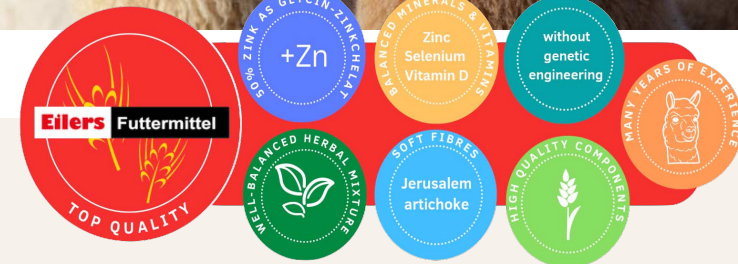 Eilers Futtermittel
TOP QUALITY
50% ZINK AS GLYCIN-ZINKCHELAT
+Zn
BALANCED MINERALS & VITAMINS
Zinc
Selenium
Vitamin D
without
genetic
engineering
MANY YEARS OF EXPERIENCE
WELL-BALANCED HERBAL MIXTURE
SOFT FIBRES
Jerusalem
artichoke
HIGH QUALITY COMPONENTS